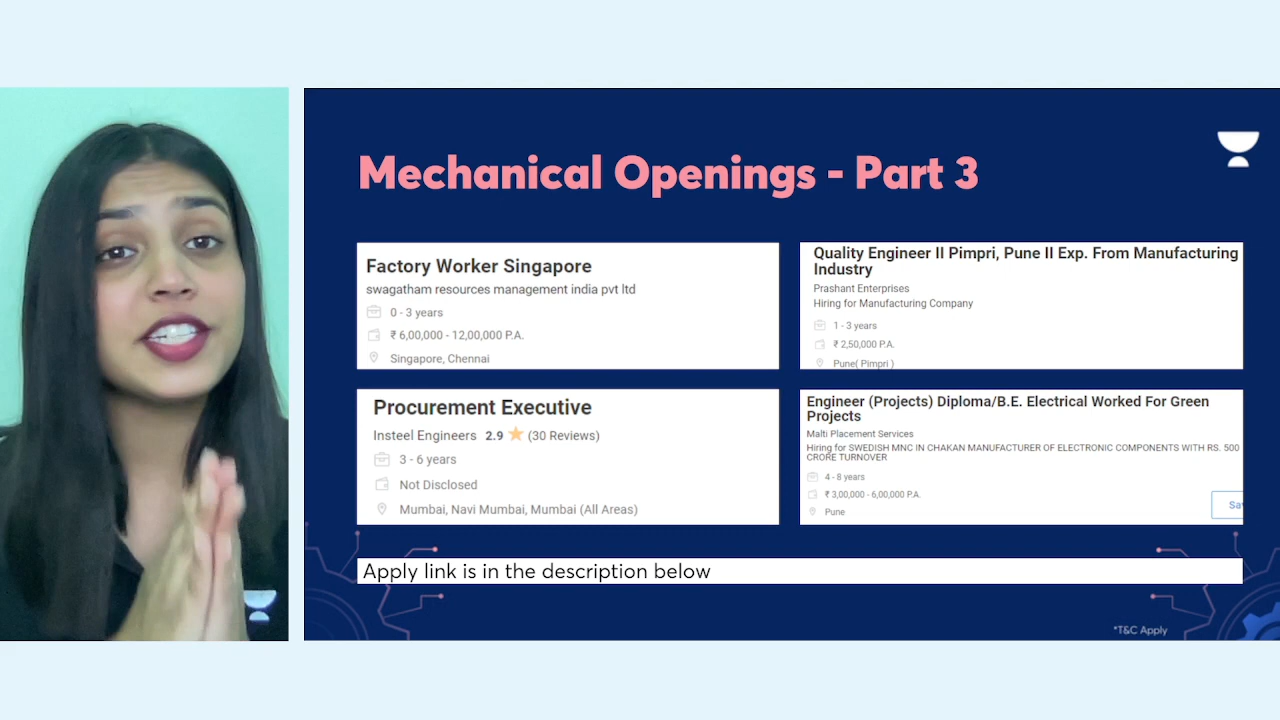 Mechanical Openings - Part 3
Factory Worker Singapore
swagatham resources management india pvt ltd
0 - 3 years
₹ 6,00,000 - 12,00,000 P.A.
Singapore, Chennai
Quality Engineer II Pimpri, Pune II Exp. From Manufacturing
Industry
Prashant Enterprises
Hiring for Manufacturing Company
1 - 3 years
₹ 2,50,000 P.A.
Pune( Pimpri )
Procurement Executive
Insteel Engineers 2.9 (30 Reviews)
3 - 6 years
Not Disclosed
Mumbai, Navi Mumbai, Mumbai (All Areas)
Engineer (Projects) Diploma/B.E. Electrical Worked For Green
Projects
Malti Placement Services
Hiring for SWEDISH MNC IN CHAKAN MANUFACTURER OF ELECTRONIC COMPONENTS WITH RS. 500
CRORE TURNOVER
4 - 8 years
₹ 3,00,000 - 6,00,000 P.A.
Pune
Apply link is in the description below
*T&C Apply